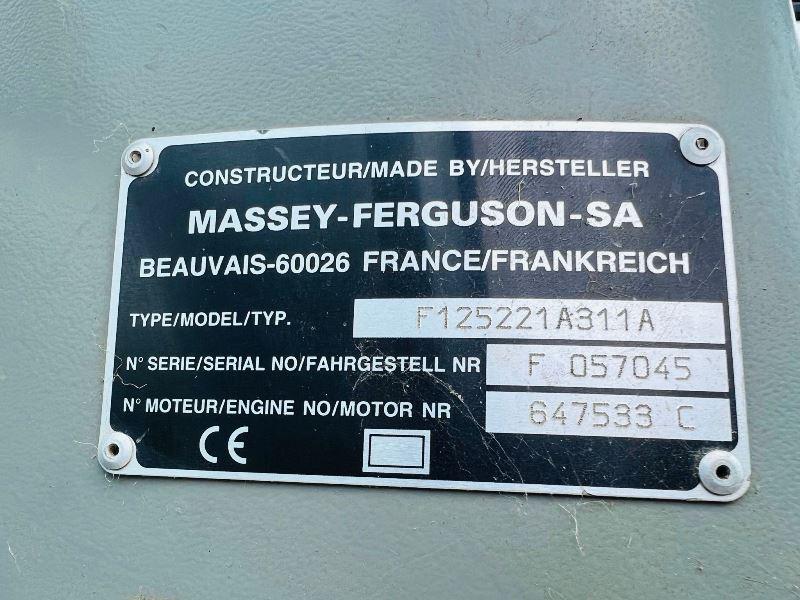 CONSTRUCTEUR/MADE BY/HERSTELLER
MASSEY-FERGUSON-SA
BEAUVAIS-60026 FRANCE/FRANKREICH
TYPE/MODEL/TYP. F125221A311A
N° SERIE/SERIAL NO/FAHRGESTELL NR F 057045
N° MOTEUR/ENGINE NO/MOTOR NR 647533 C
CE